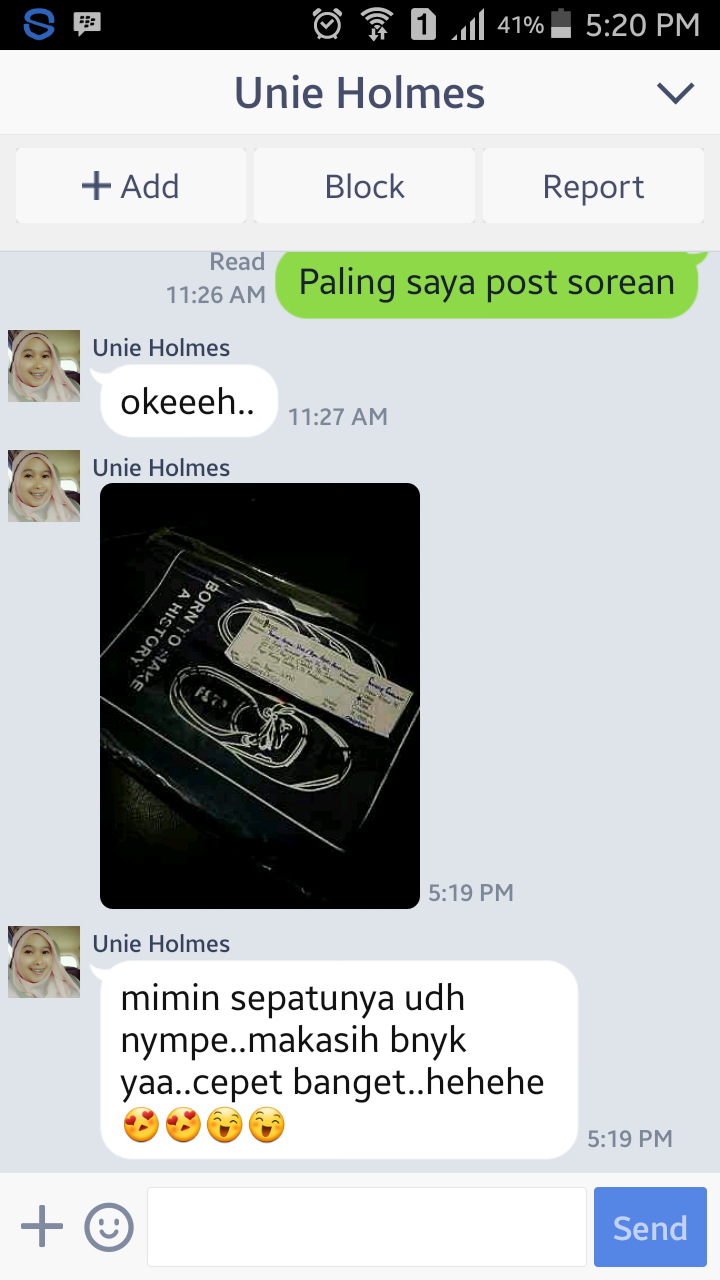 41% 5:20 PM
Unie Holmes
+ Add Block Report
Read
11:26 AM
Paling saya post sorean
Unie Holmes
okeeeh..
11:27 AM
Unie Holmes
BORN TO MAKE
A HISTORY
5:19 PM
Unie Holmes
mimin sepatunya udh
nympe..makasih bnyk
yaa..cepet banget..hehehe
😍😍😄😄
5:19 PM
Send